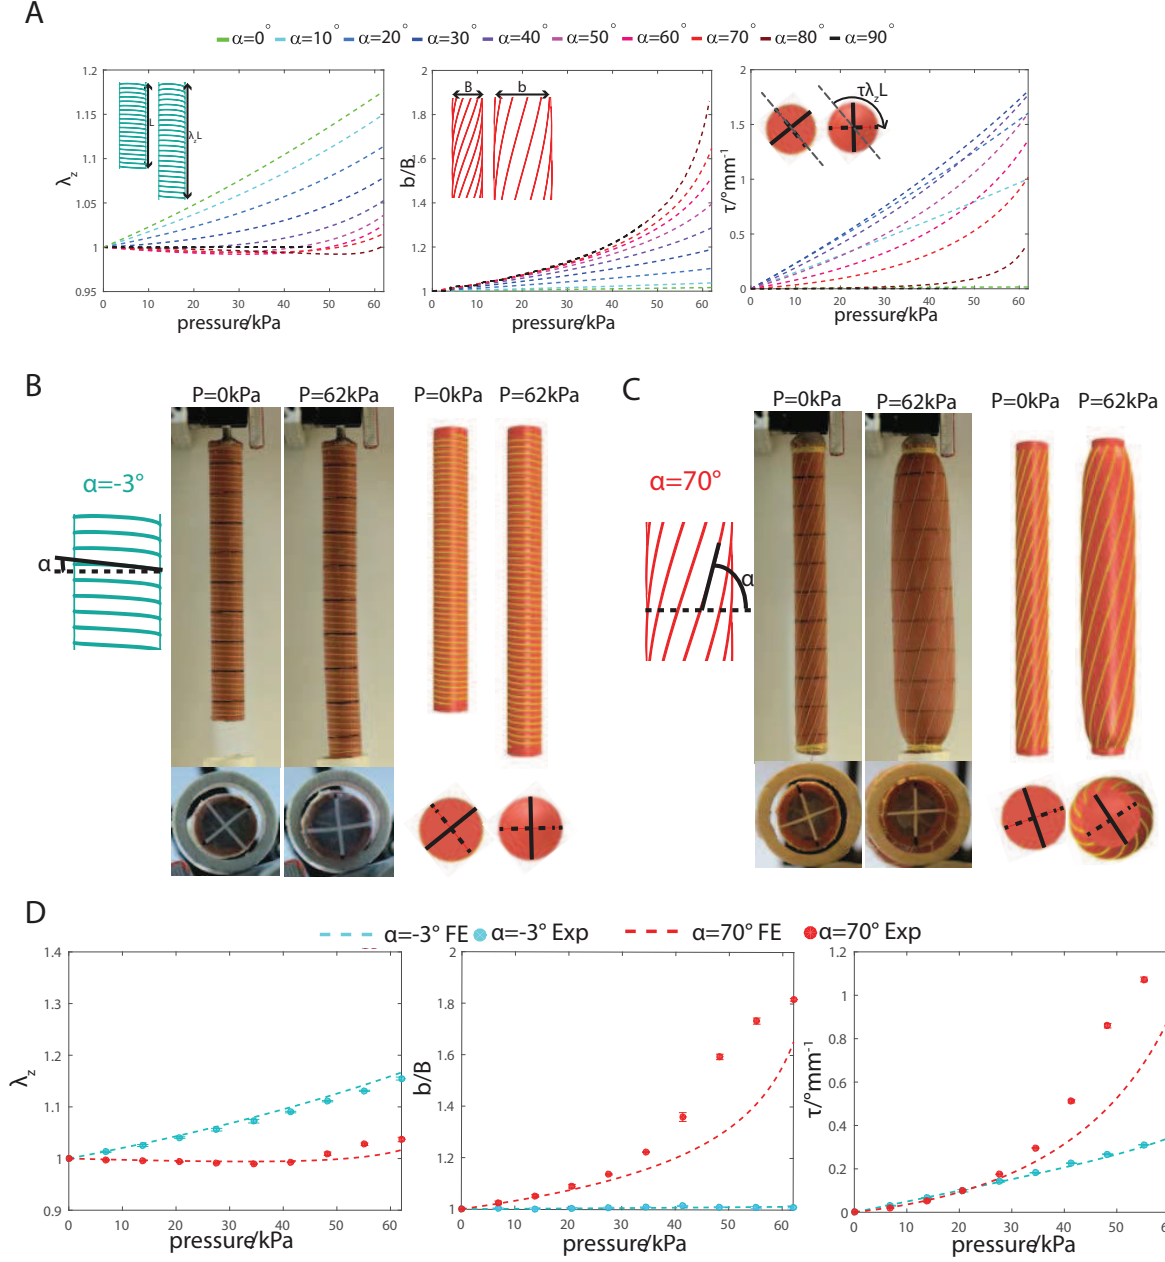 A
α=0° α=10° α=20° α=30° α=40° α=50° α=60° α=70° α=80° α=90°
1.2
1.15
1.1
1.05
1
0.95
λz
0 10 20 30 40 50 60
pressure/kPa
L
λzL
2
1.8
1.6
1.4
1.2
1
b/B
0 10 20 30 40 50 60
pressure/kPa
B
b
2
1.5
1
0.5
0
τ/°mm⁻¹
0 10 20 30 40 50 60
pressure/kPa
τλzL
B
P=0kPa P=62kPa P=0kPa P=62kPa
α=-3°
α
C
P=0kPa P=62kPa P=0kPa P=62kPa
α=70°
α
D
α=-3° FE α=-3° Exp α=70° FE α=70° Exp
1.4
1.3
1.2
1.1
1
0.9
λz
0 10 20 30 40 50 60
pressure/kPa
2
1.8
1.6
1.4
1.2
1
b/B
0 10 20 30 40 50 60
pressure/kPa
1.2
1
0.8
0.6
0.4
0.2
0
τ/°mm⁻¹
0 10 20 30 40 50 6
pressure/kPa